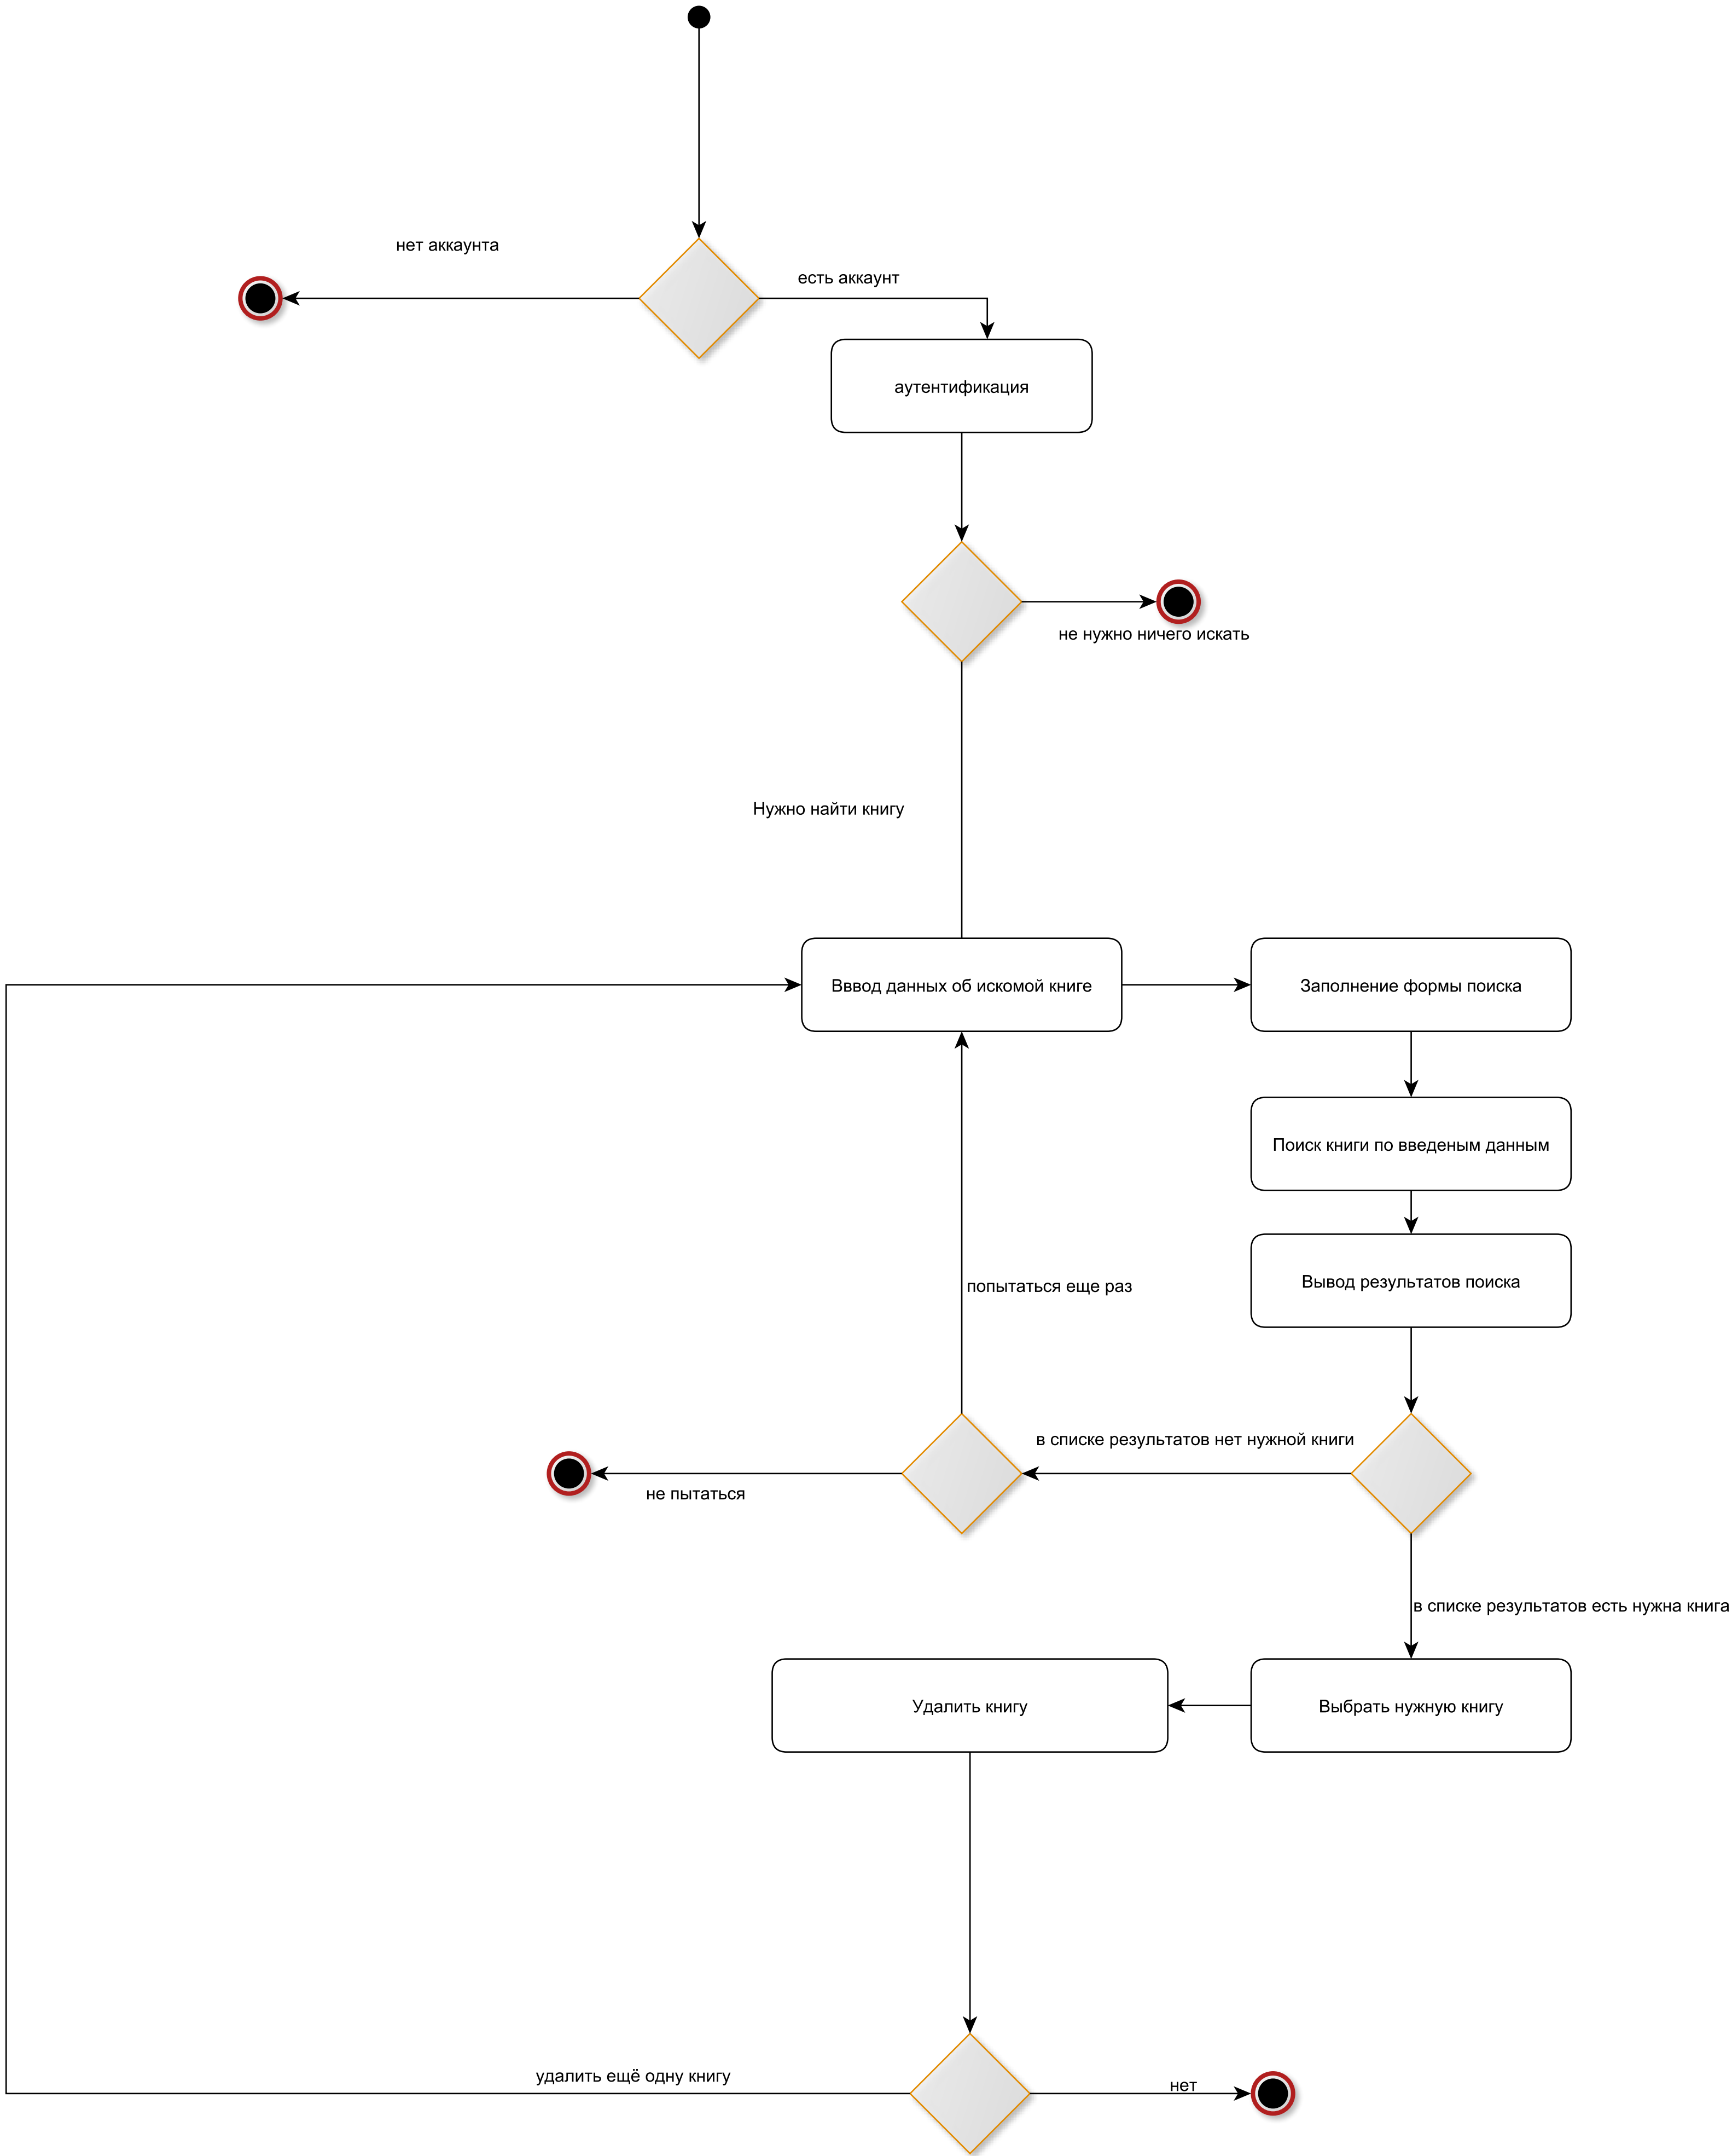 нет аккаунта
есть аккаунт
аутентификация
не нужно ничего искать
Нужно найти книгу
Вввод данных об искомой книге
Заполнение формы поиска
Поиск книги по введеным данным
Вывод результатов поиска
попытаться еще раз
в списке результатов нет нужной книги
не пытаться
в списке результатов есть нужна книга
Удалить книгу
Выбрать нужную книгу
удалить ещё одну книгу
нет